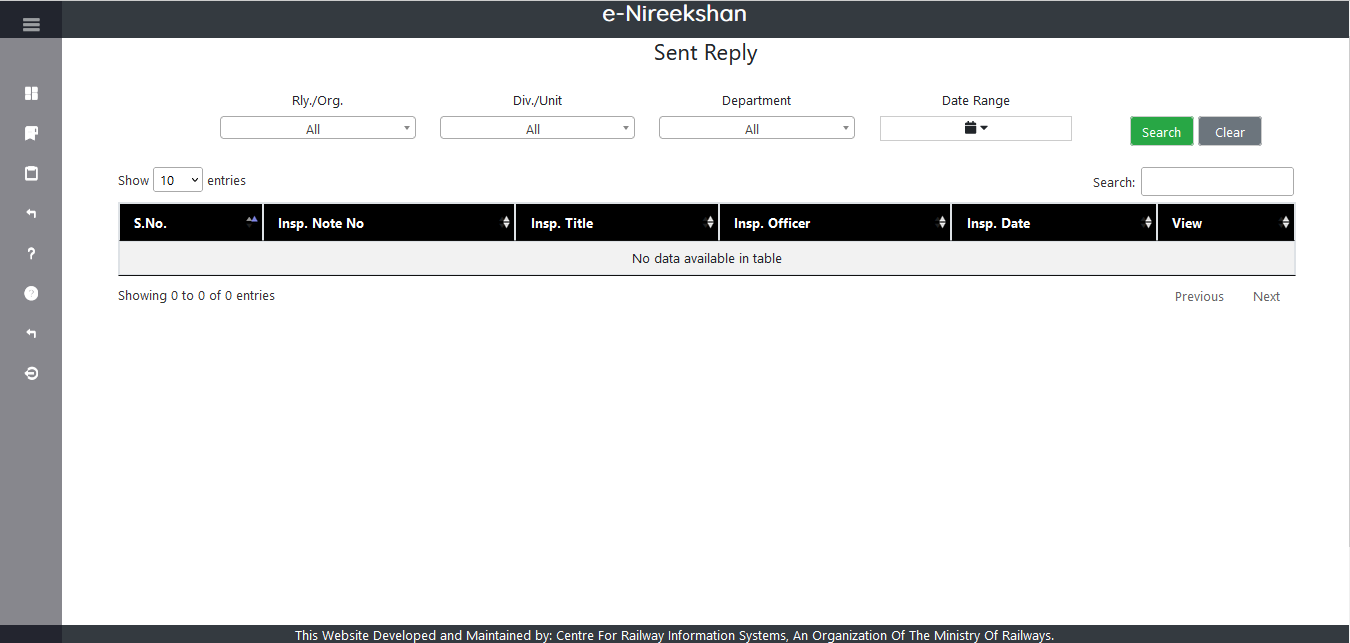 e-Nireekshan
Sent Reply
Rly./Org. Div./Unit Department Date Range
All All All
Search Clear
Show 10 entries Search:
S.No. Insp. Note No Insp. Title Insp. Officer Insp. Date View
No data available in table
Showing 0 to 0 of 0 entries Previous Next
This Website Developed and Maintained by: Centre For Railway Information Systems, An Organization Of The Ministry Of Railways.